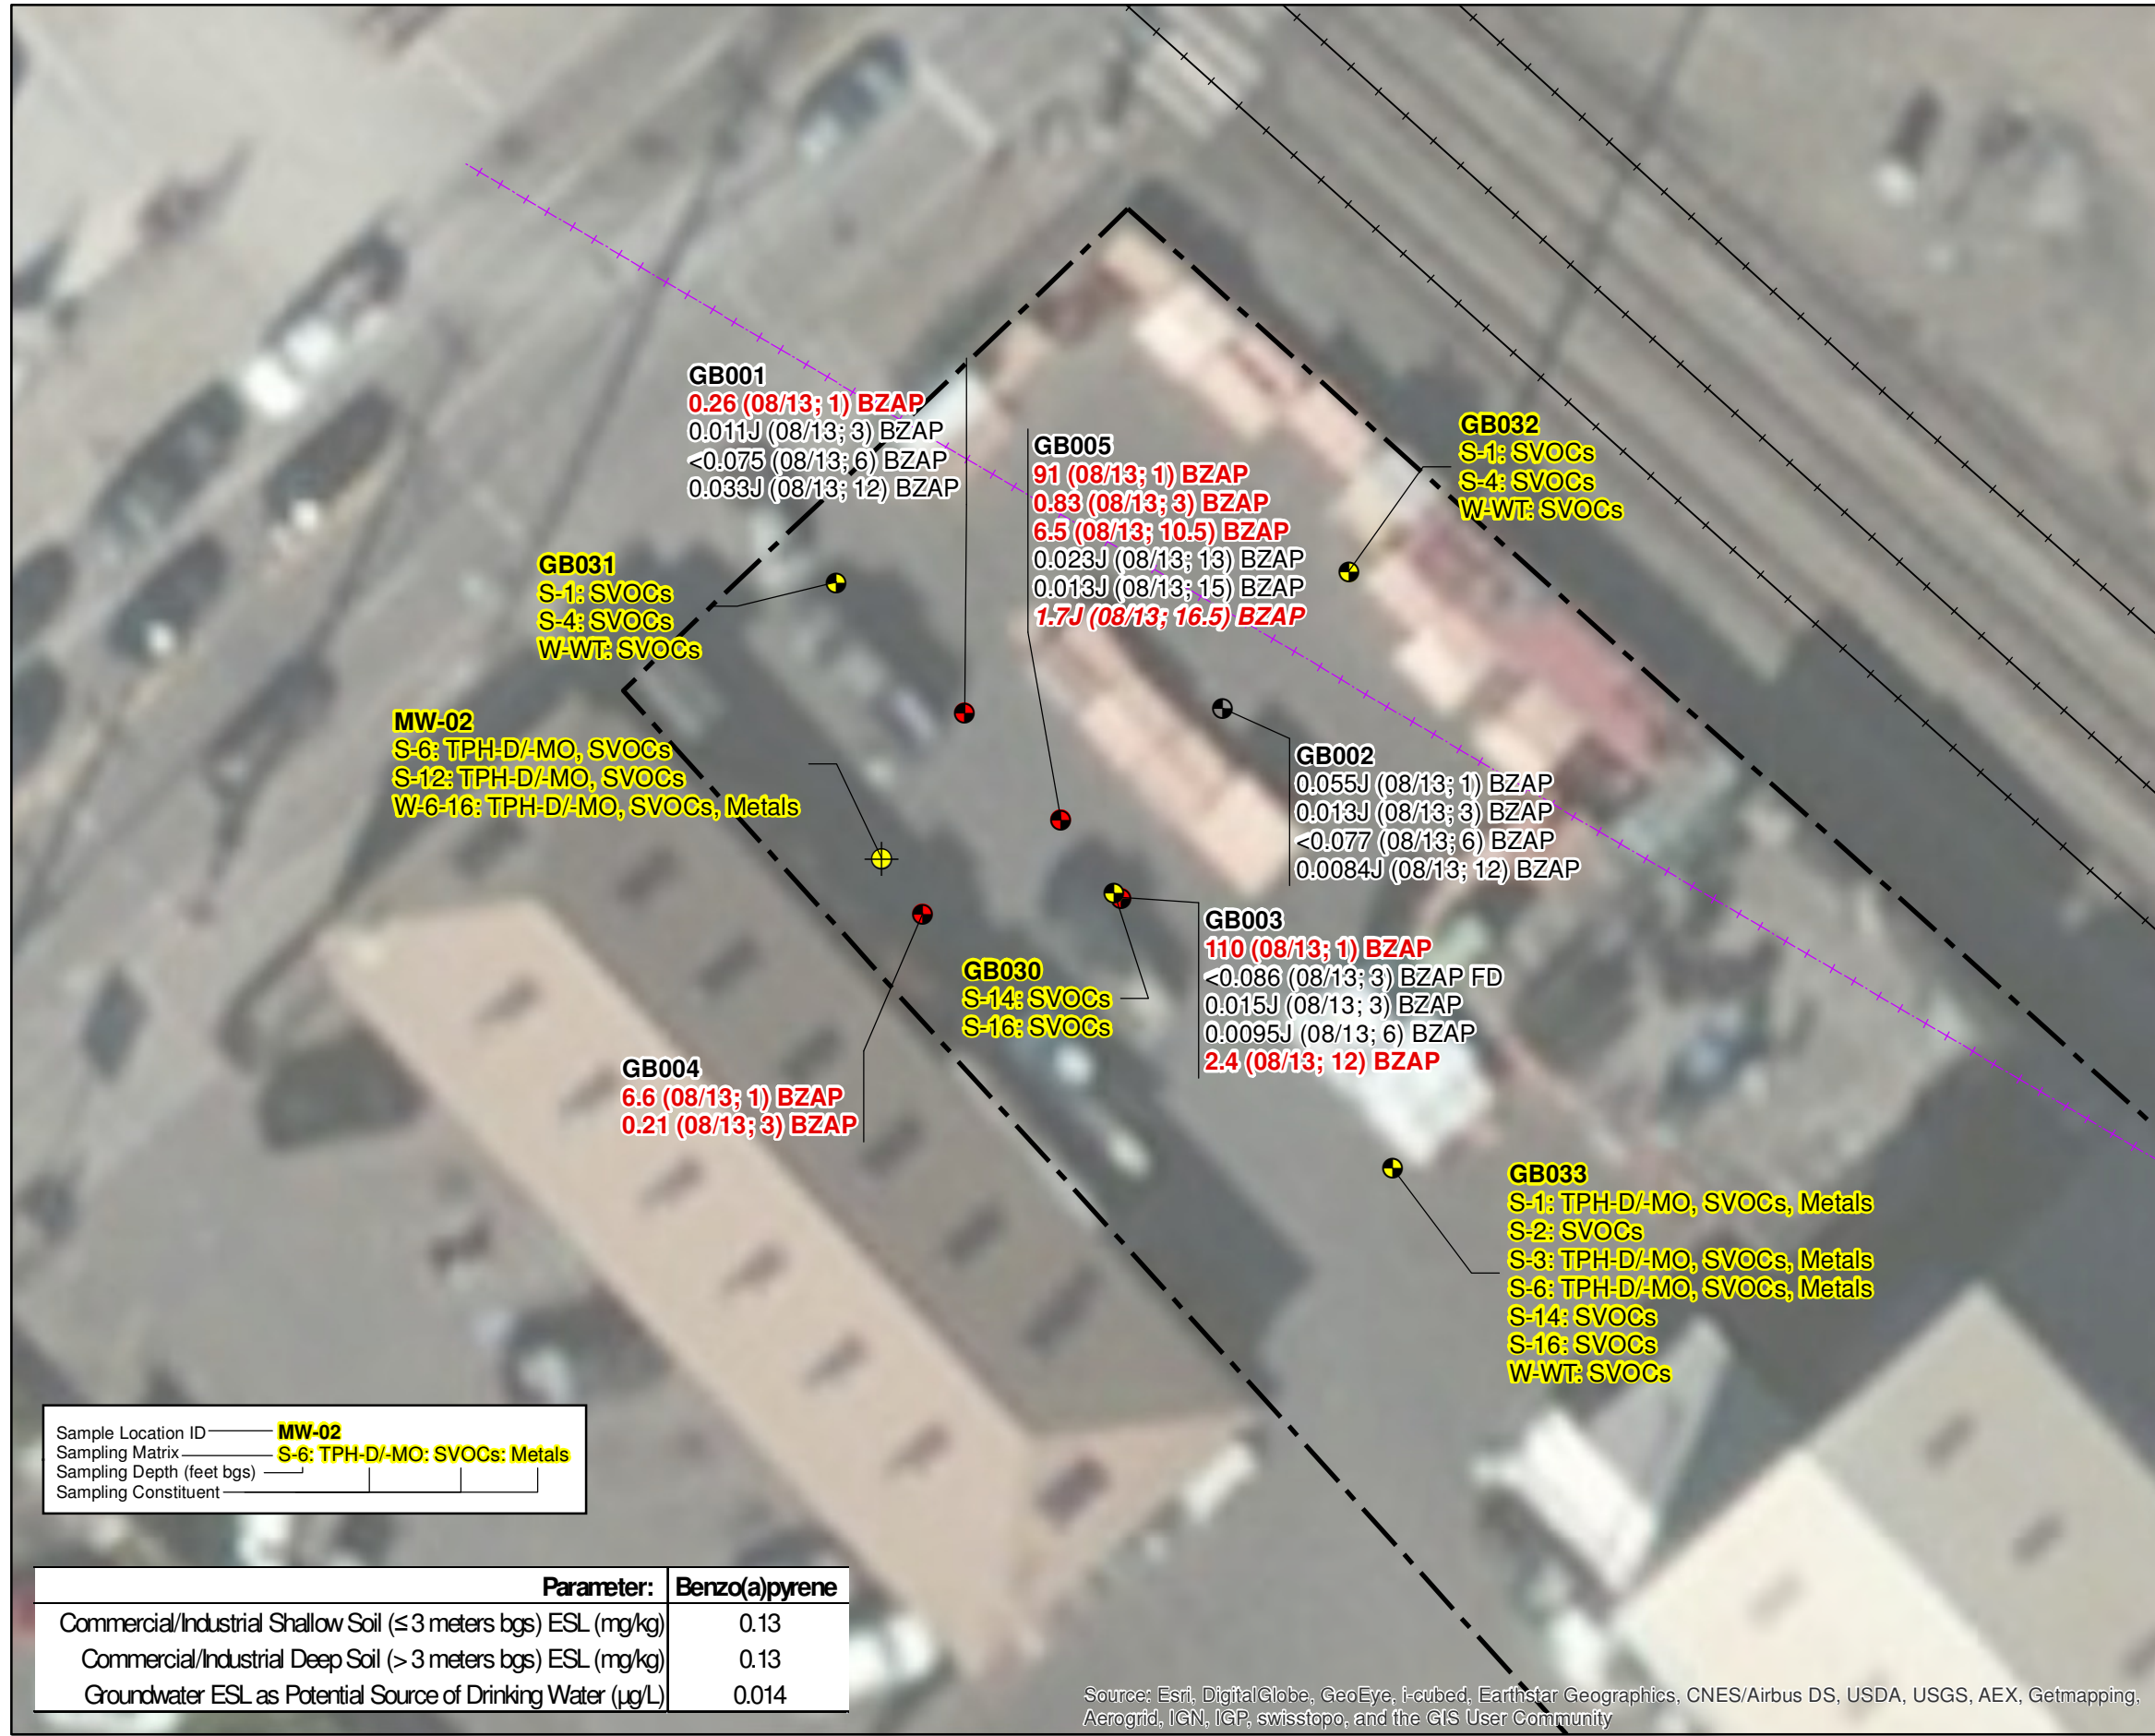 GB001
0.26 (08/13; 1) BZAP
0.011J (08/13; 3) BZAP
<0.075 (08/13; 6) BZAP
0.033J (08/13; 12) BZAP
GB005
91 (08/13; 1) BZAP
0.83 (08/13; 3) BZAP
6.5 (08/13; 10.5) BZAP
0.023J (08/13; 13) BZAP
0.013J (08/13; 15) BZAP
1.7J (08/13; 16.5) BZAP
GB032
S-1: SVOCs
S-4: SVOCs
W-WT: SVOCs
GB031
S-1: SVOCs
S-4: SVOCs
W-WT: SVOCs
MW-02
S-6: TPH-D/-MO, SVOCs
S-12: TPH-D/-MO, SVOCs
W-6-16: TPH-D/-MO, SVOCs, Metals
GB002
0.055J (08/13; 1) BZAP
0.013J (08/13; 3) BZAP
<0.077 (08/13; 6) BZAP
0.0084J (08/13; 12) BZAP
GB003
110 (08/13; 1) BZAP
<0.086 (08/13; 3) BZAP FD
0.015J (08/13; 3) BZAP
0.0095J (08/13; 6) BZAP
2.4 (08/13; 12) BZAP
GB030
S-14: SVOCs
S-16: SVOCs
GB004
6.6 (08/13; 1) BZAP
0.21 (08/13; 3) BZAP
GB033
S-1: TPH-D/-MO, SVOCs, Metals
S-2: SVOCs
S-3: TPH-D/-MO, SVOCs, Metals
S-6: TPH-D/-MO, SVOCs, Metals
S-14: SVOCs
S-16: SVOCs
W-WT: SVOCs
Sample Location ID MW-02
Sampling Matrix S-6: TPH-D/-MO: SVOCs: Metals
Sampling Depth (feet bgs)
Sampling Constituent
Parameter: Benzo(a)pyrene
Commercial/Industrial Shallow Soil (≤ 3 meters bgs) ESL (mg/kg) 0.13
Commercial/Industrial Deep Soil (> 3 meters bgs) ESL (mg/kg) 0.13
Groundwater ESL as Potential Source of Drinking Water (µg/L) 0.014
Source: Esri, DigitalGlobe, GeoEye, i-cubed, Earthstar Geographics, CNES/Airbus DS, USDA, USGS, AEX, Getmapping,
Aerogrid, IGN, IGP, swisstopo, and the GIS User Community